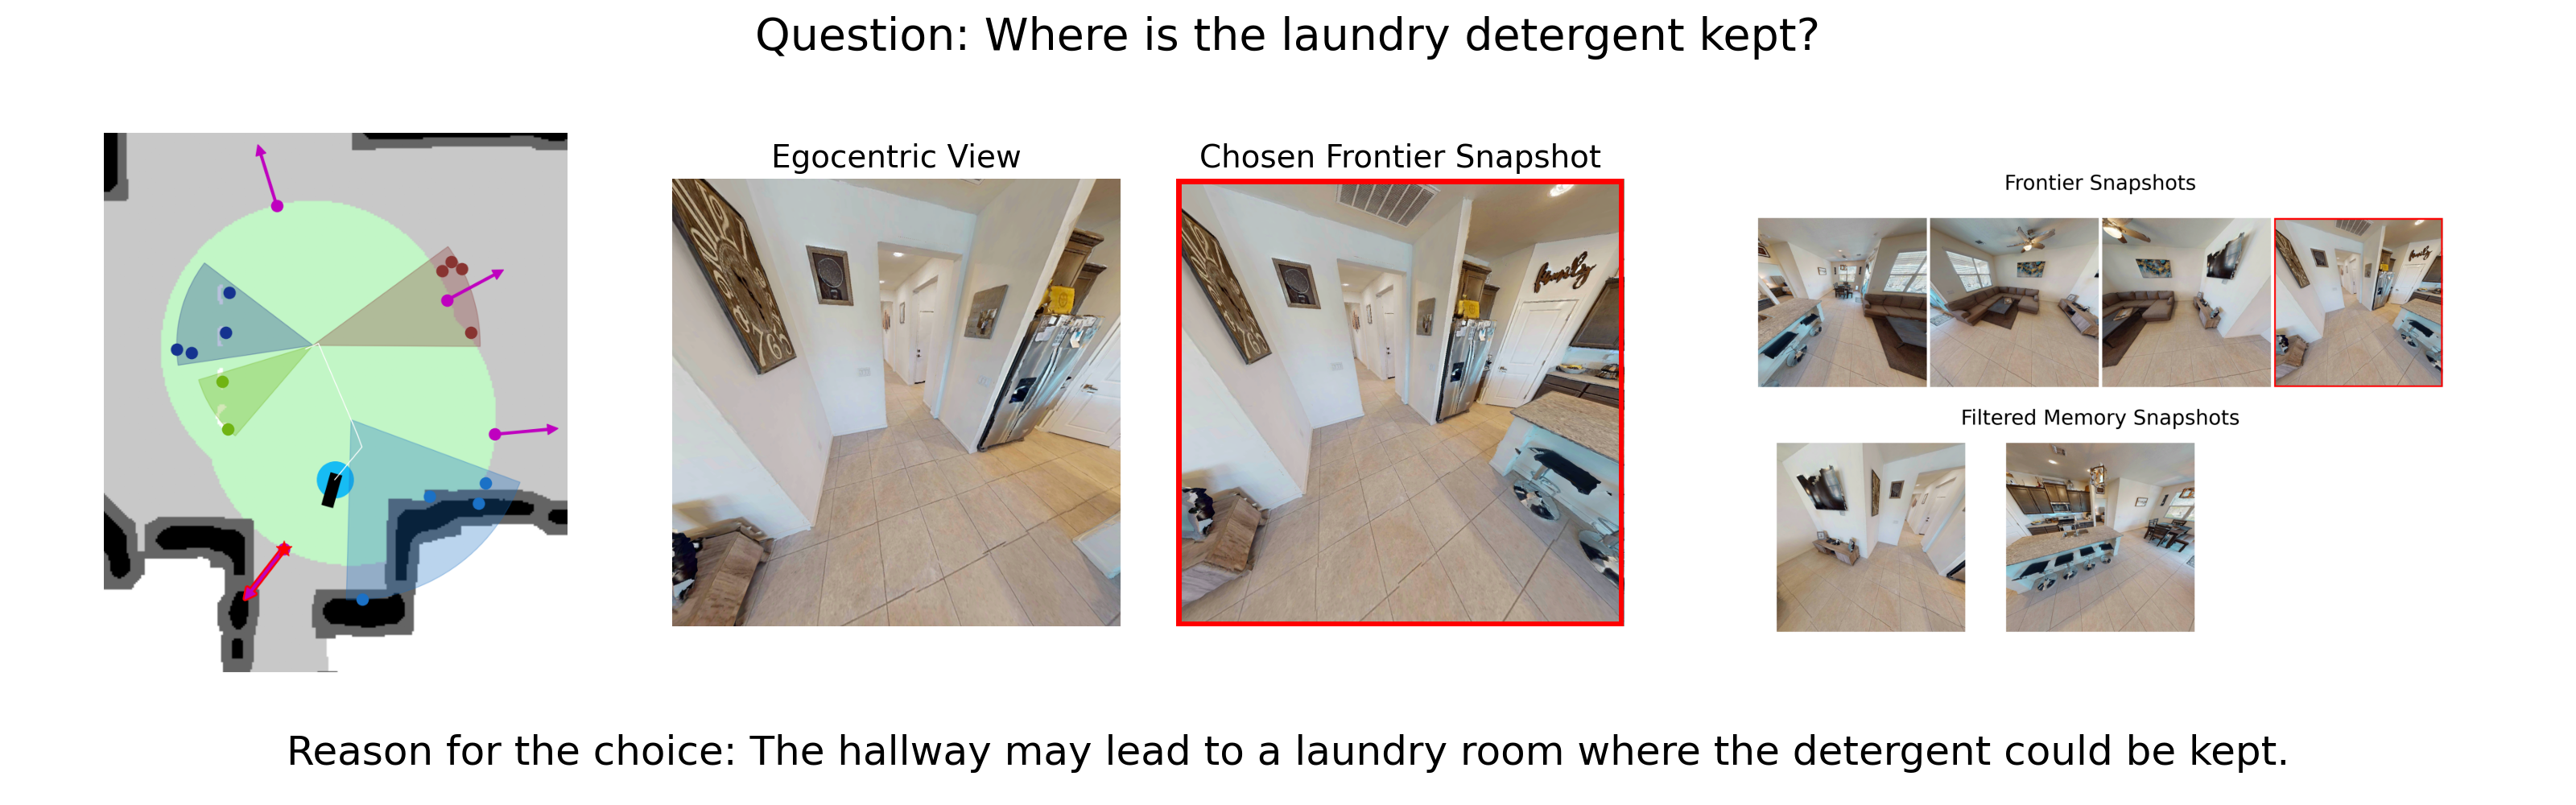 Question: Where is the laundry detergent kept?
Egocentric View
Chosen Frontier Snapshot
Frontier Snapshots
family
Filtered Memory Snapshots
Reason for the choice: The hallway may lead to a laundry room where the detergent could be kept.